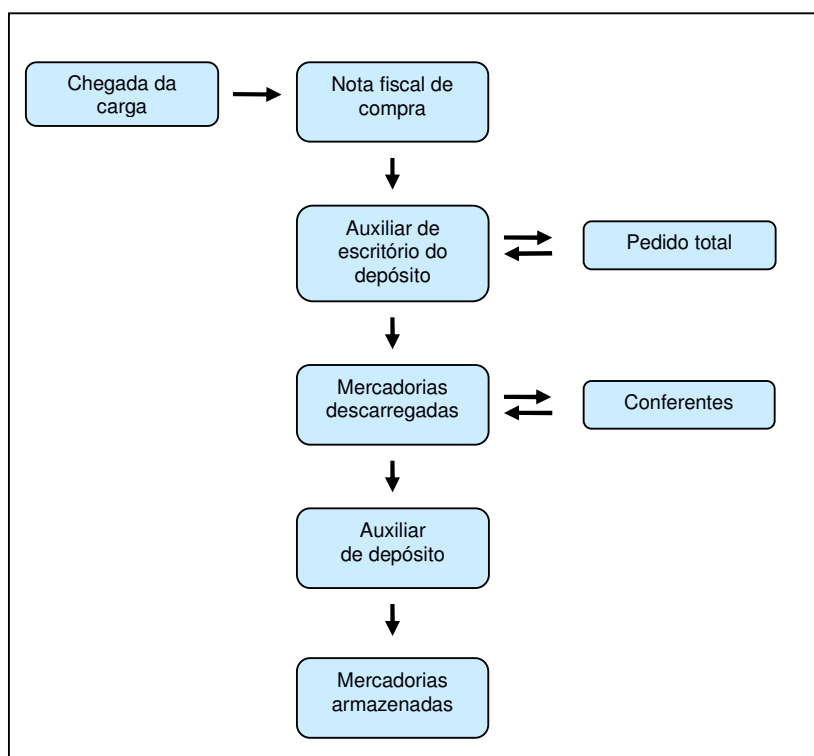 Chegada da
carga
Nota fiscal de
compra
Auxiliar de
escritório do
depósito
Pedido total
Mercadorias
descarregadas
Conferentes
Auxiliar
de depósito
Mercadorias
armazenadas